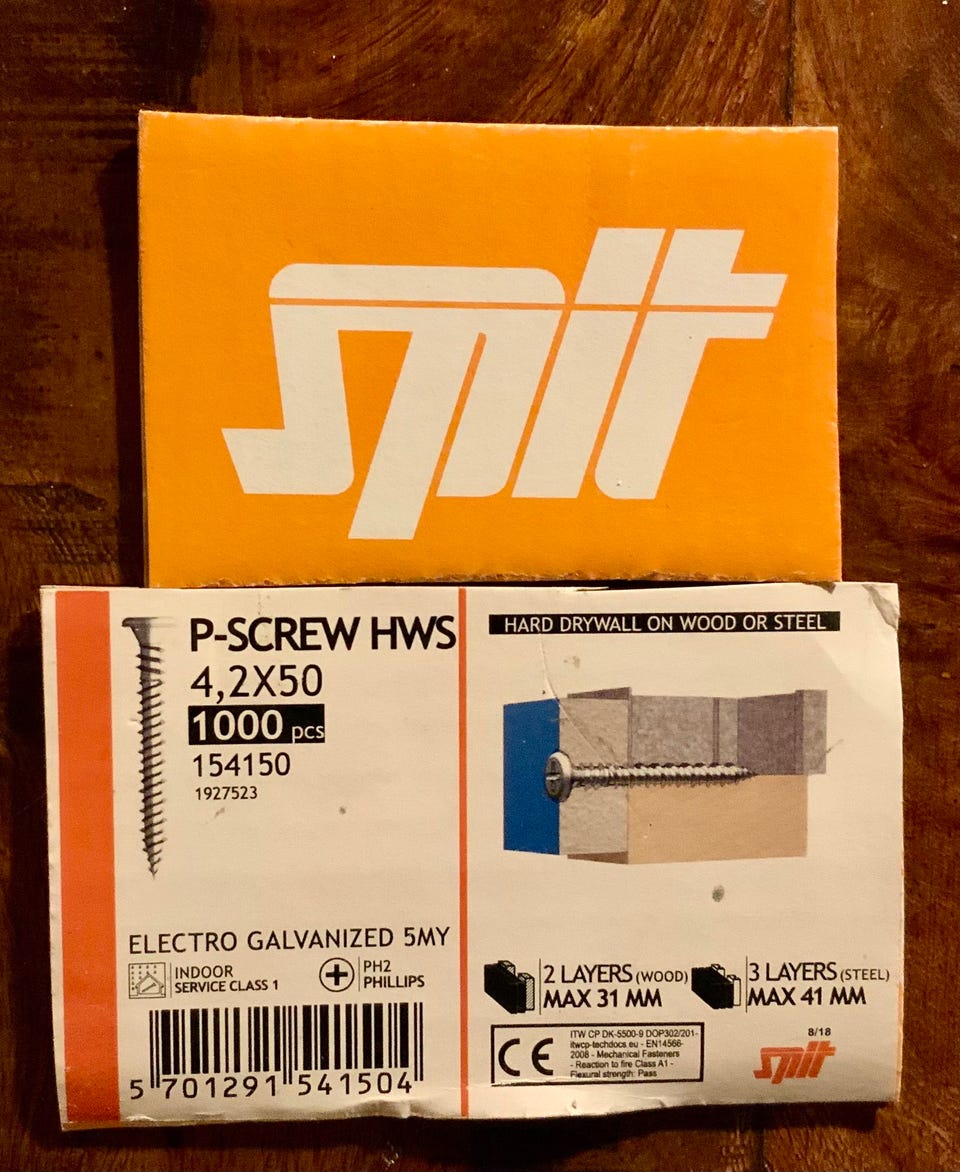 spit
P-SCREW HWS
4,2X50
1000 pcs
154150
1927523
ELECTRO GALVANIZED 5MY
INDOOR
SERVICE CLASS 1
PH2
PHILLIPS
5 701291 541504
HARD DRYWALL ON WOOD OR STEEL
2 LAYERS (WOOD)
MAX 31 MM
3 LAYERS (STEEL)
MAX 41 MM
CE
ITW CP DK-5500-9 DOP302/201-
itwcp-techdocs.eu - EN14566-
2008 - Mechanical Fasteners
- Reaction to fire Class A1 -
Flexural strength: Pass
8/18
spit